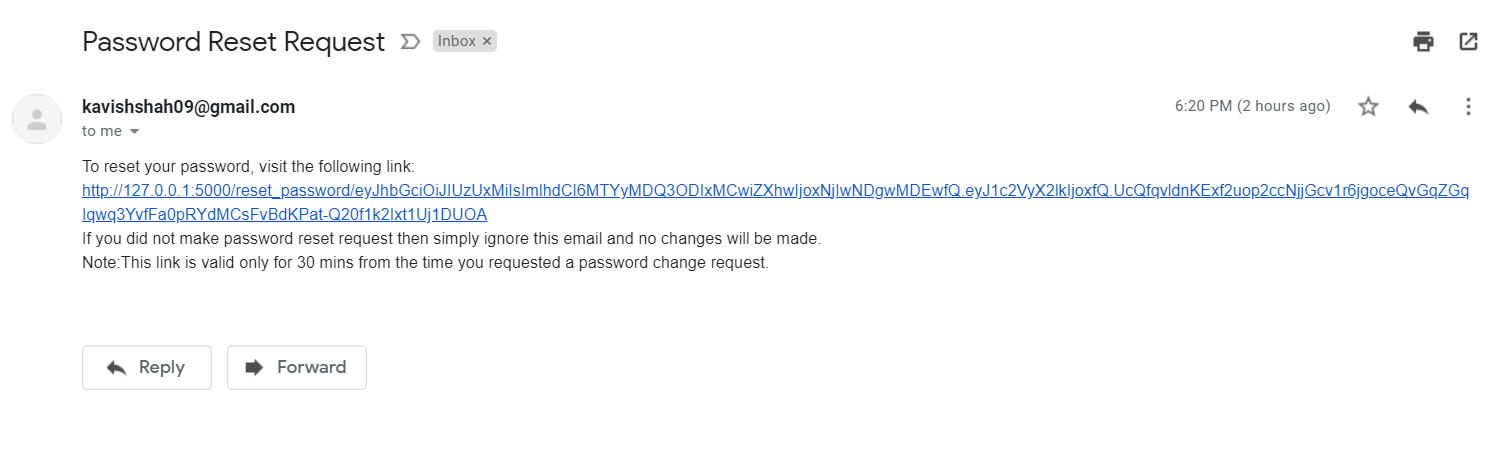 Password Reset Request Inbox ×
kavishshah09@gmail.com 6:20 PM (2 hours ago)
to me
To reset your password, visit the following link:
http://127.0.0.1:5000/reset_password/eyJhbGciOiJIUzUxMiIsImlhdCI6MTYyMDQ3ODIxMCwiZXhwIjoxNjIwNDgwMDEwfQ.eyJ1c2VyX2lkIjoxfQ.UcQfqvldnKExf2uop2ccNjjGcv1r6jgoceQvGqZGq
Iqwq3YvfFa0pRYdMCsFvBdKPat-Q20f1k2Ixt1Uj1DUOA
If you did not make password reset request then simply ignore this email and no changes will be made.
Note:This link is valid only for 30 mins from the time you requested a password change request.
Reply Forward